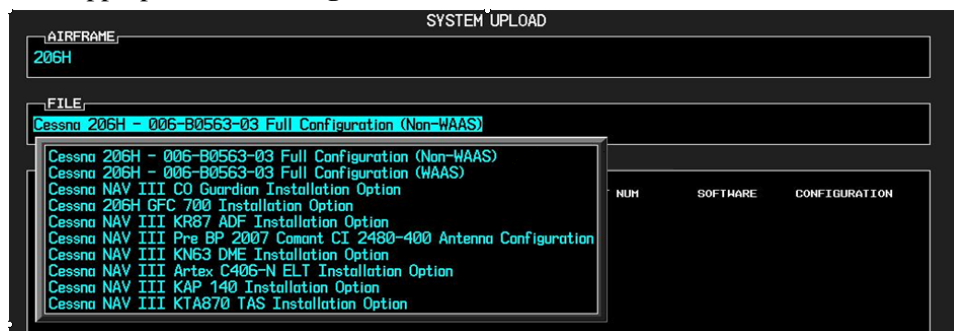 SYSTEM UPLOAD
AIRFRAME
206H
FILE
Cessna 206H - 006-B0563-03 Full Configuration (Non-WAAS)
Cessna 206H - 006-B0563-03 Full Configuration (Non-WAAS)
Cessna 206H - 006-B0563-03 Full Configuration (WAAS)
Cessna NAV III CO Guardian Installation Option
Cessna 206H GFC 700 Installation Option
Cessna NAV III KR87 ADF Installation Option
Cessna NAV III Pre BP 2007 Comant CI 2480-400 Antenna Configuration
Cessna NAV III KN63 DME Installation Option
Cessna NAV III Artex C406-N ELT Installation Option
Cessna NAV III KAP 140 Installation Option
Cessna NAV III KTA870 TAS Installation Option
NUM SOFTWARE CONFIGURATION